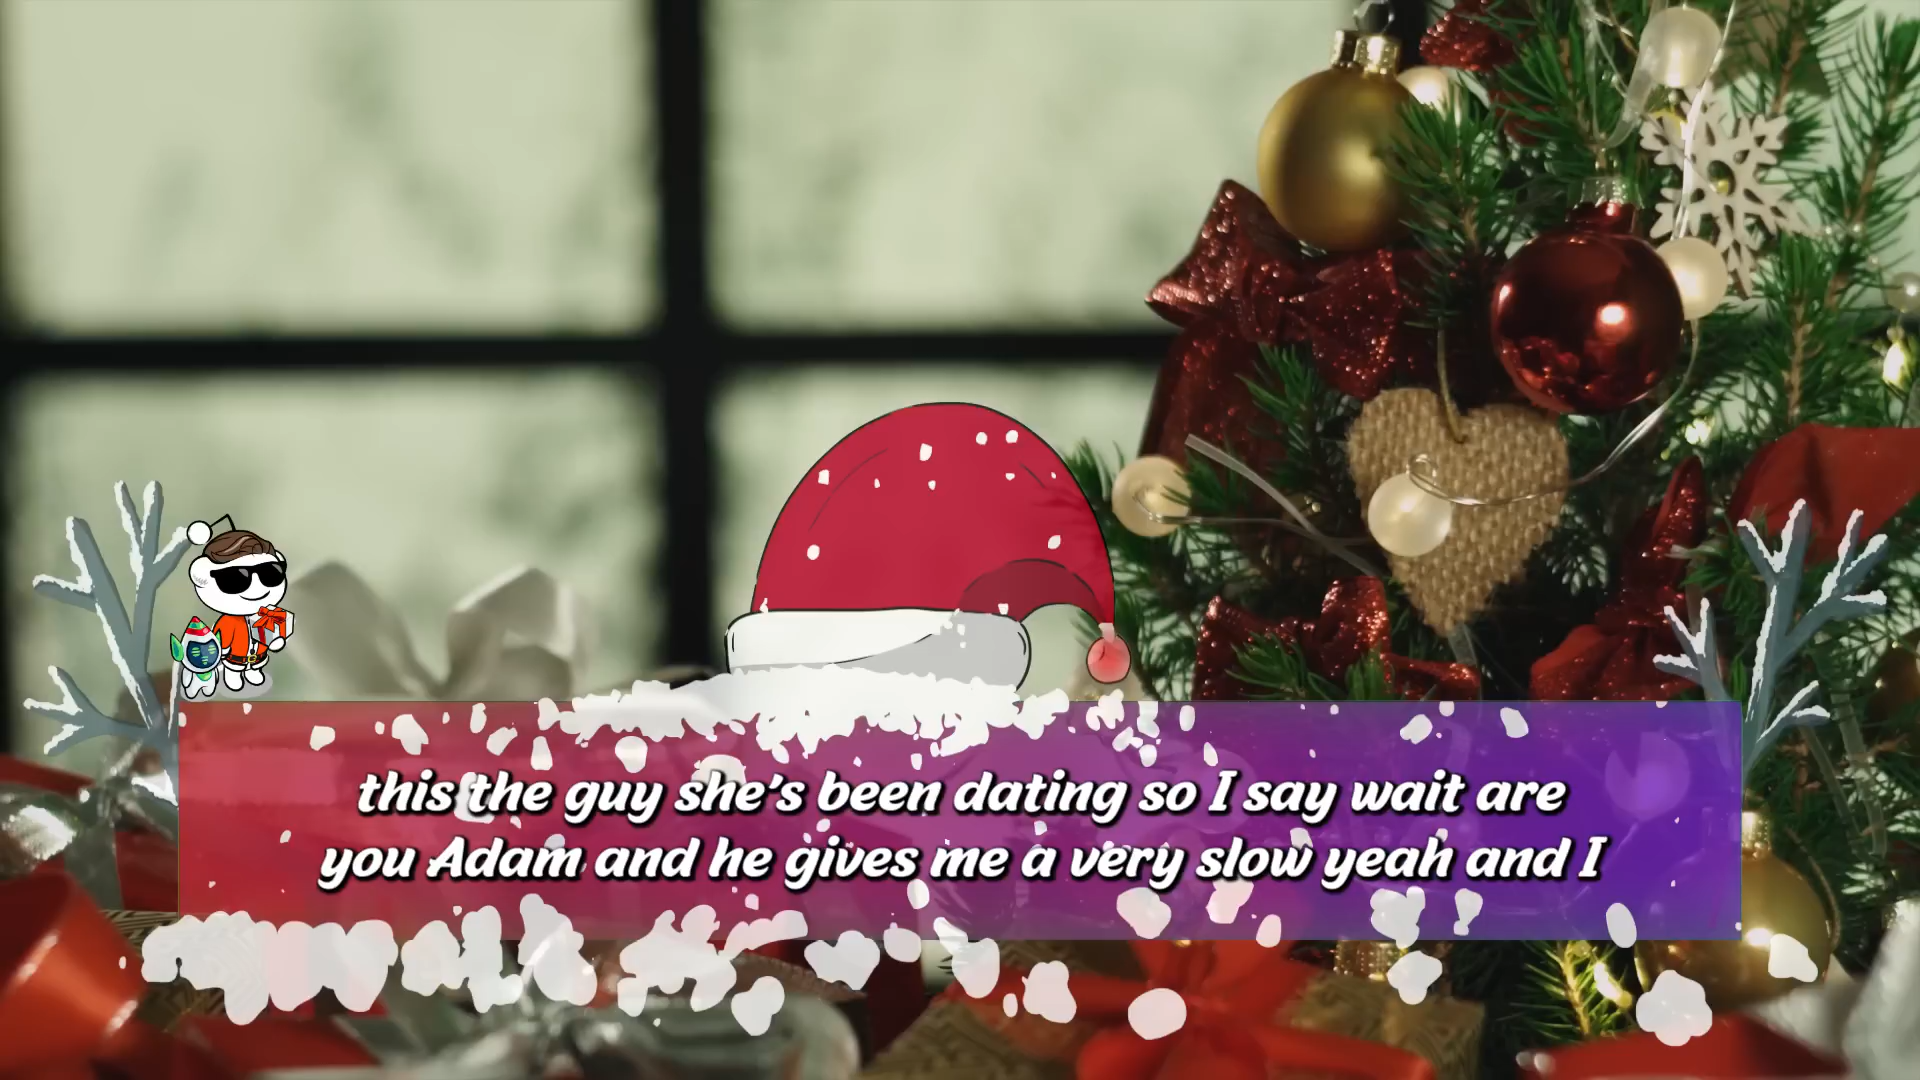 this the guy she's been dating so I say wait are
you Adam and he gives me a very slow yeah and I